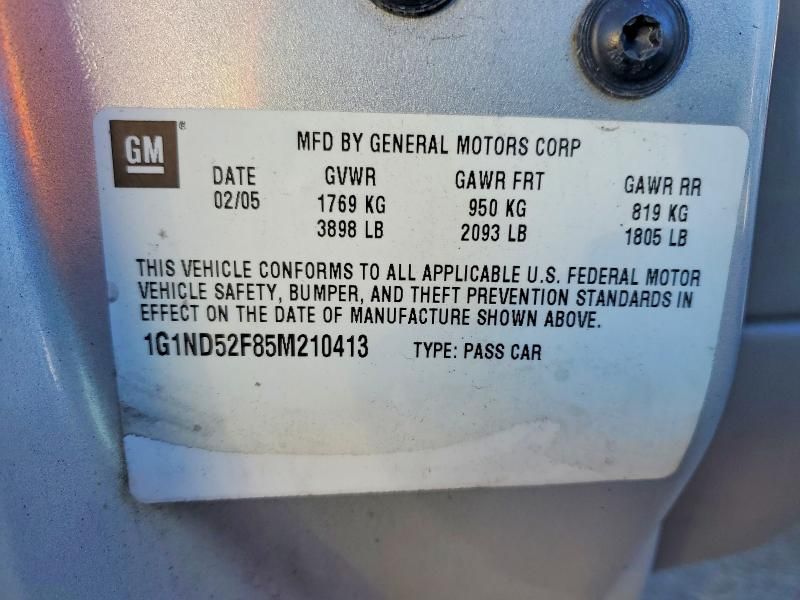 GM®
MFD BY GENERAL MOTORS CORP
DATE GVWR GAWR FRT GAWR RR
02/05 1769 KG 950 KG 819 KG
3898 LB 2093 LB 1805 LB
THIS VEHICLE CONFORMS TO ALL APPLICABLE U.S. FEDERAL MOTOR
VEHICLE SAFETY, BUMPER, AND THEFT PREVENTION STANDARDS IN
EFFECT ON THE DATE OF MANUFACTURE SHOWN ABOVE.
1G1ND52F85M210413 TYPE: PASS CAR